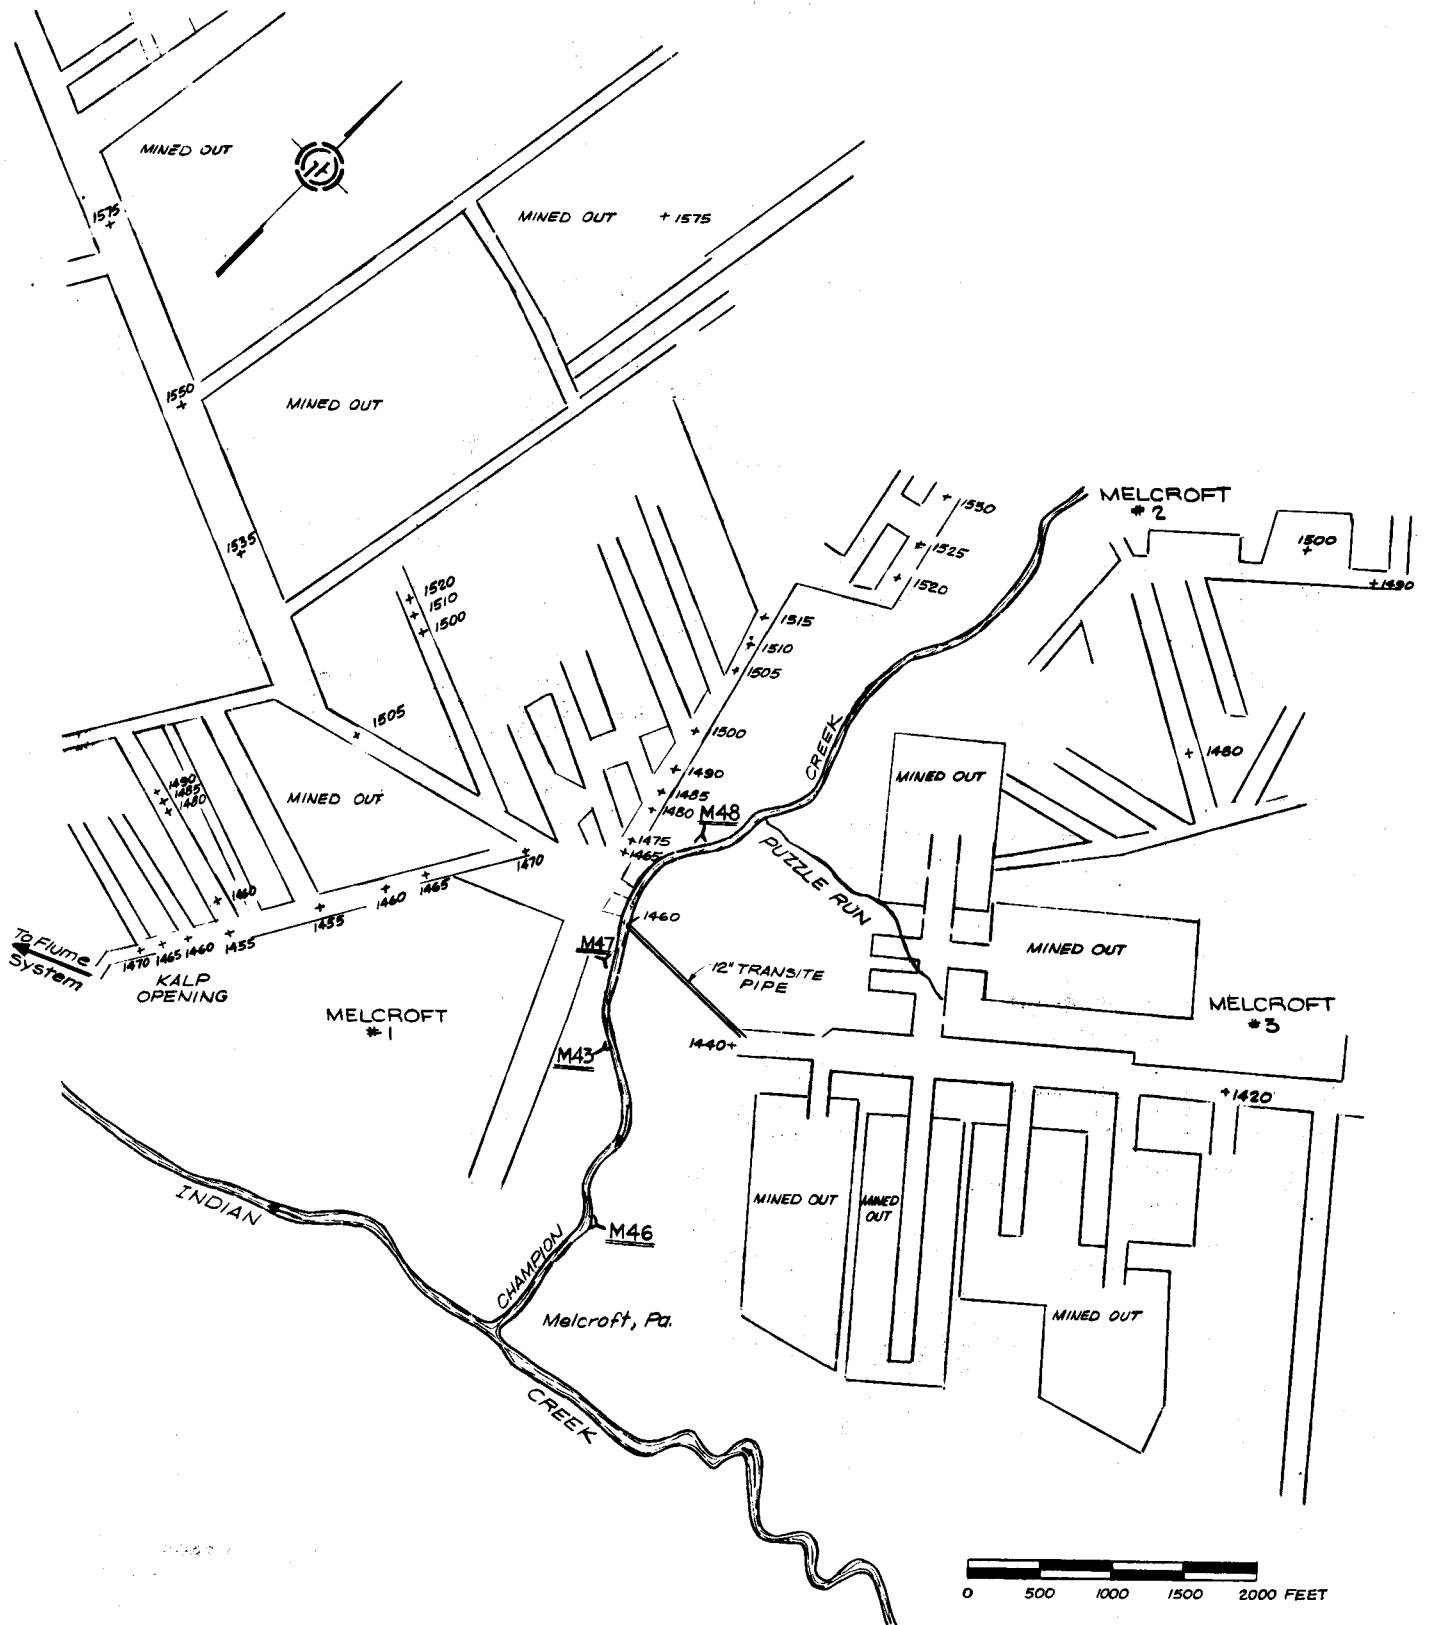 MINED OUT
N
1575
MINED OUT
+ 1575
1550
MINED OUT
1535
1530
1525
1520
MELCROFT
# 2
1500
1490
1520
1510
1500
1515
1510
1505
1505
1500
1480
CREEK
1490
1485
1480
MINED OUT
1490
1485
1480
M48
MINED OUT
1475
1465
1470
PUZZLE RUN
1460
1465
1460
1455
1460
1455
1460
1465
1470
To Flume
System
KALP
OPENING
M47
12" TRANSITE
PIPE
MINED OUT
MELCROFT
# 1
MELCROFT
# 3
1440+
M43
+1420
INDIAN
MINED OUT
MINED
OUT
M46
CHAMPION
Melcroft, Pa.
MINED OUT
CREEK
0 500 1000 1500 2000 FEET